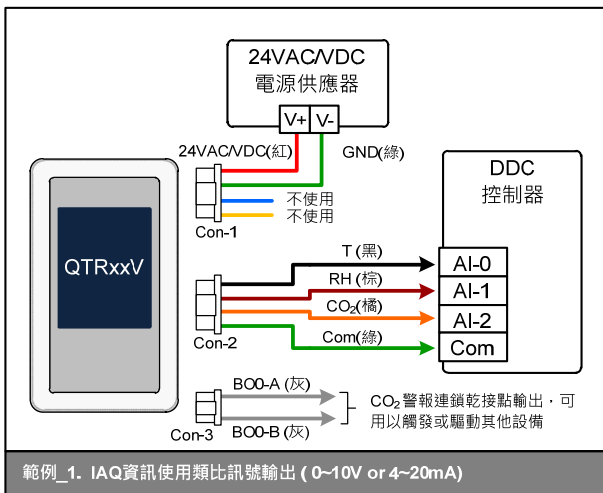 24VAC/VDC
電源供應器
V+ V-
24VAC/VDC(紅)
GND(綠)
不使用
不使用
Con-1
QTRxxV
DDC
控制器
T (黑)
AI-0
RH (棕)
AI-1
CO₂(橘)
AI-2
Com(綠)
Com
Con-2
BO0-A (灰)
BO0-B (灰)
Con-3
CO₂警報連鎖乾接點輸出，可
用以觸發或驅動其他設備
範例_1. IAQ資訊使用類比訊號輸出 ( 0~10V or 4~20mA)